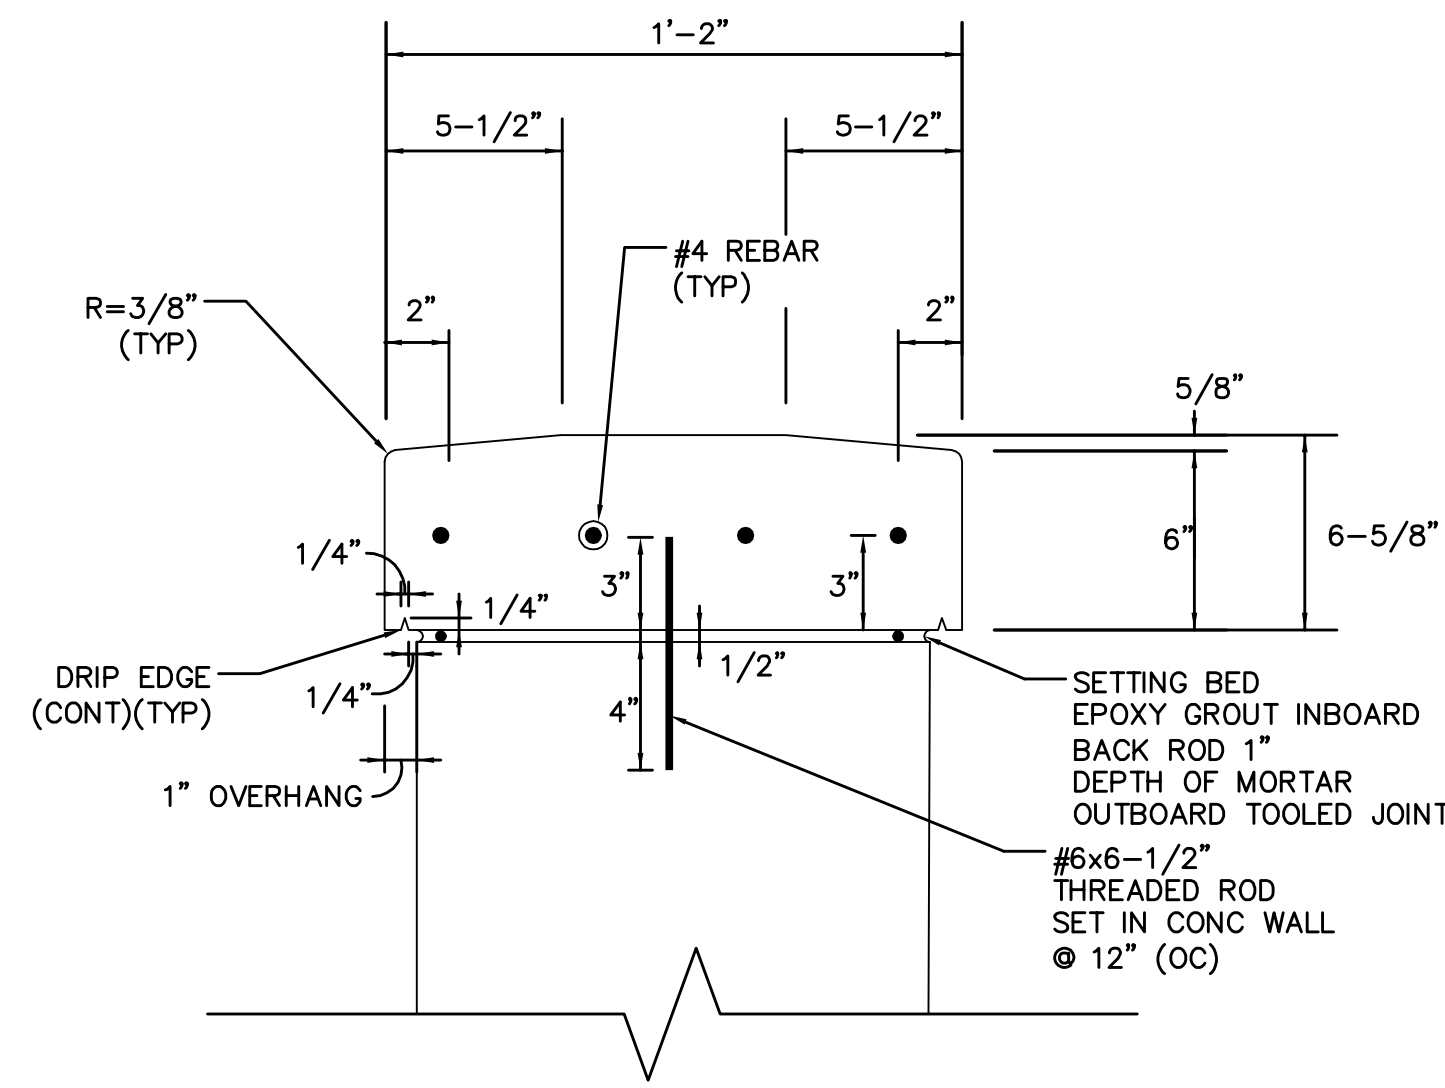 1'-2"
5-1/2"
5-1/2"
#4 REBAR
(TYP)
R=3/8"
(TYP)
2"
2"
5/8"
6"
6-5/8"
1/4"
3"
3"
1/4"
1/2"
DRIP EDGE
(CONT)(TYP)
1/4"
4"
1" OVERHANG
SETTING BED
EPOXY GROUT INBOARD
BACK ROD 1"
DEPTH OF MORTAR
OUTBOARD TOOLED JOINT
#6x6-1/2"
THREADED ROD
SET IN CONC WALL
@ 12" (OC)